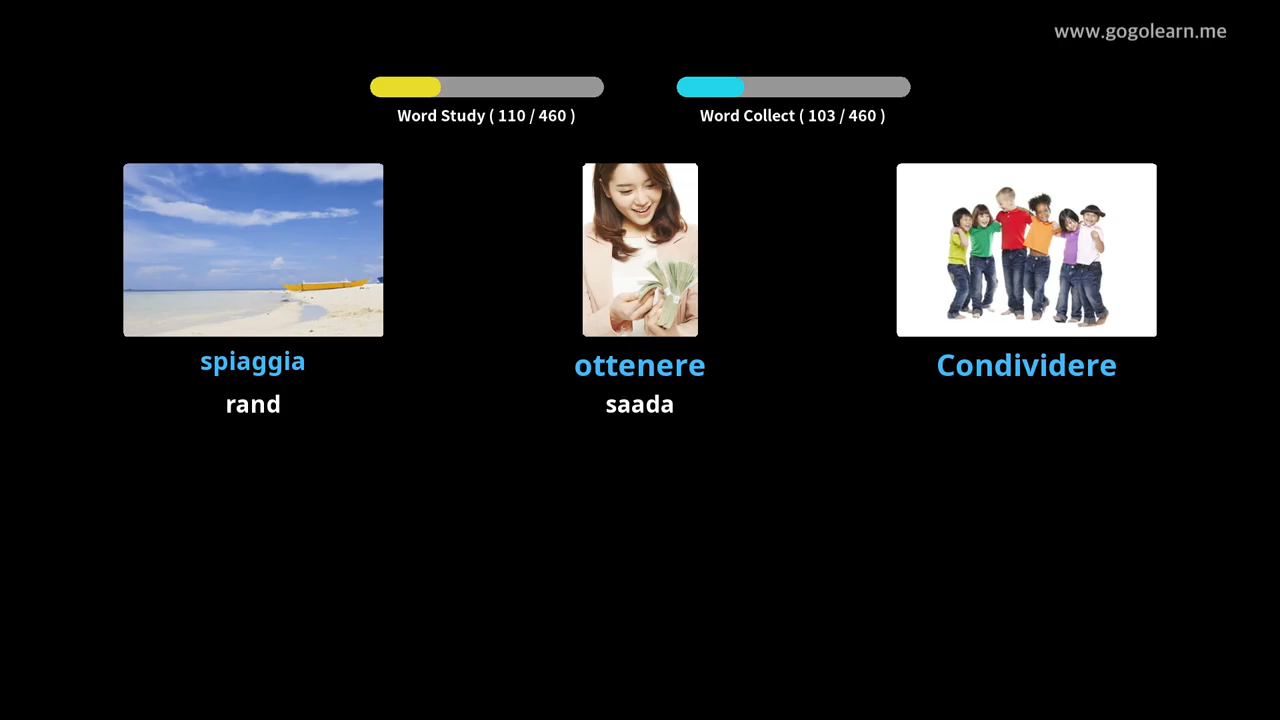 www.gogolearn.me
Word Study ( 110 / 460 )
Word Collect ( 103 / 460 )
spiaggia
ottenere
Condividere
rand
saada